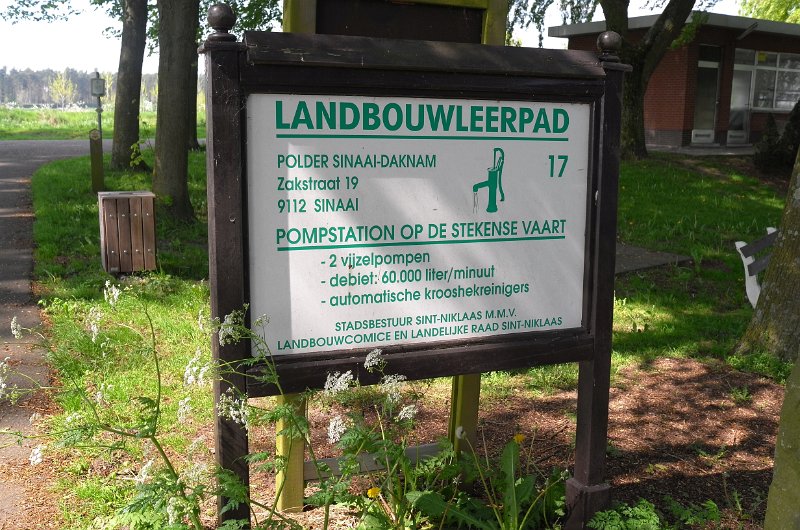 LANDBOUWLEERPAD
POLDER SINAAI-DAKNAM
17
Zakstraat 19
9112 SINAAI
POMPSTATION OP DE STEKENSE VAART
- 2 vijzelpompen
- debiet: 60.000 liter/minuut
- automatische krooshekreinigers
STADSBESTUUR SINT-NIKLAAS M.M.V.
LANDBOUWCOMICE EN LANDELIJKE RAAD SINT-NIKLAAS